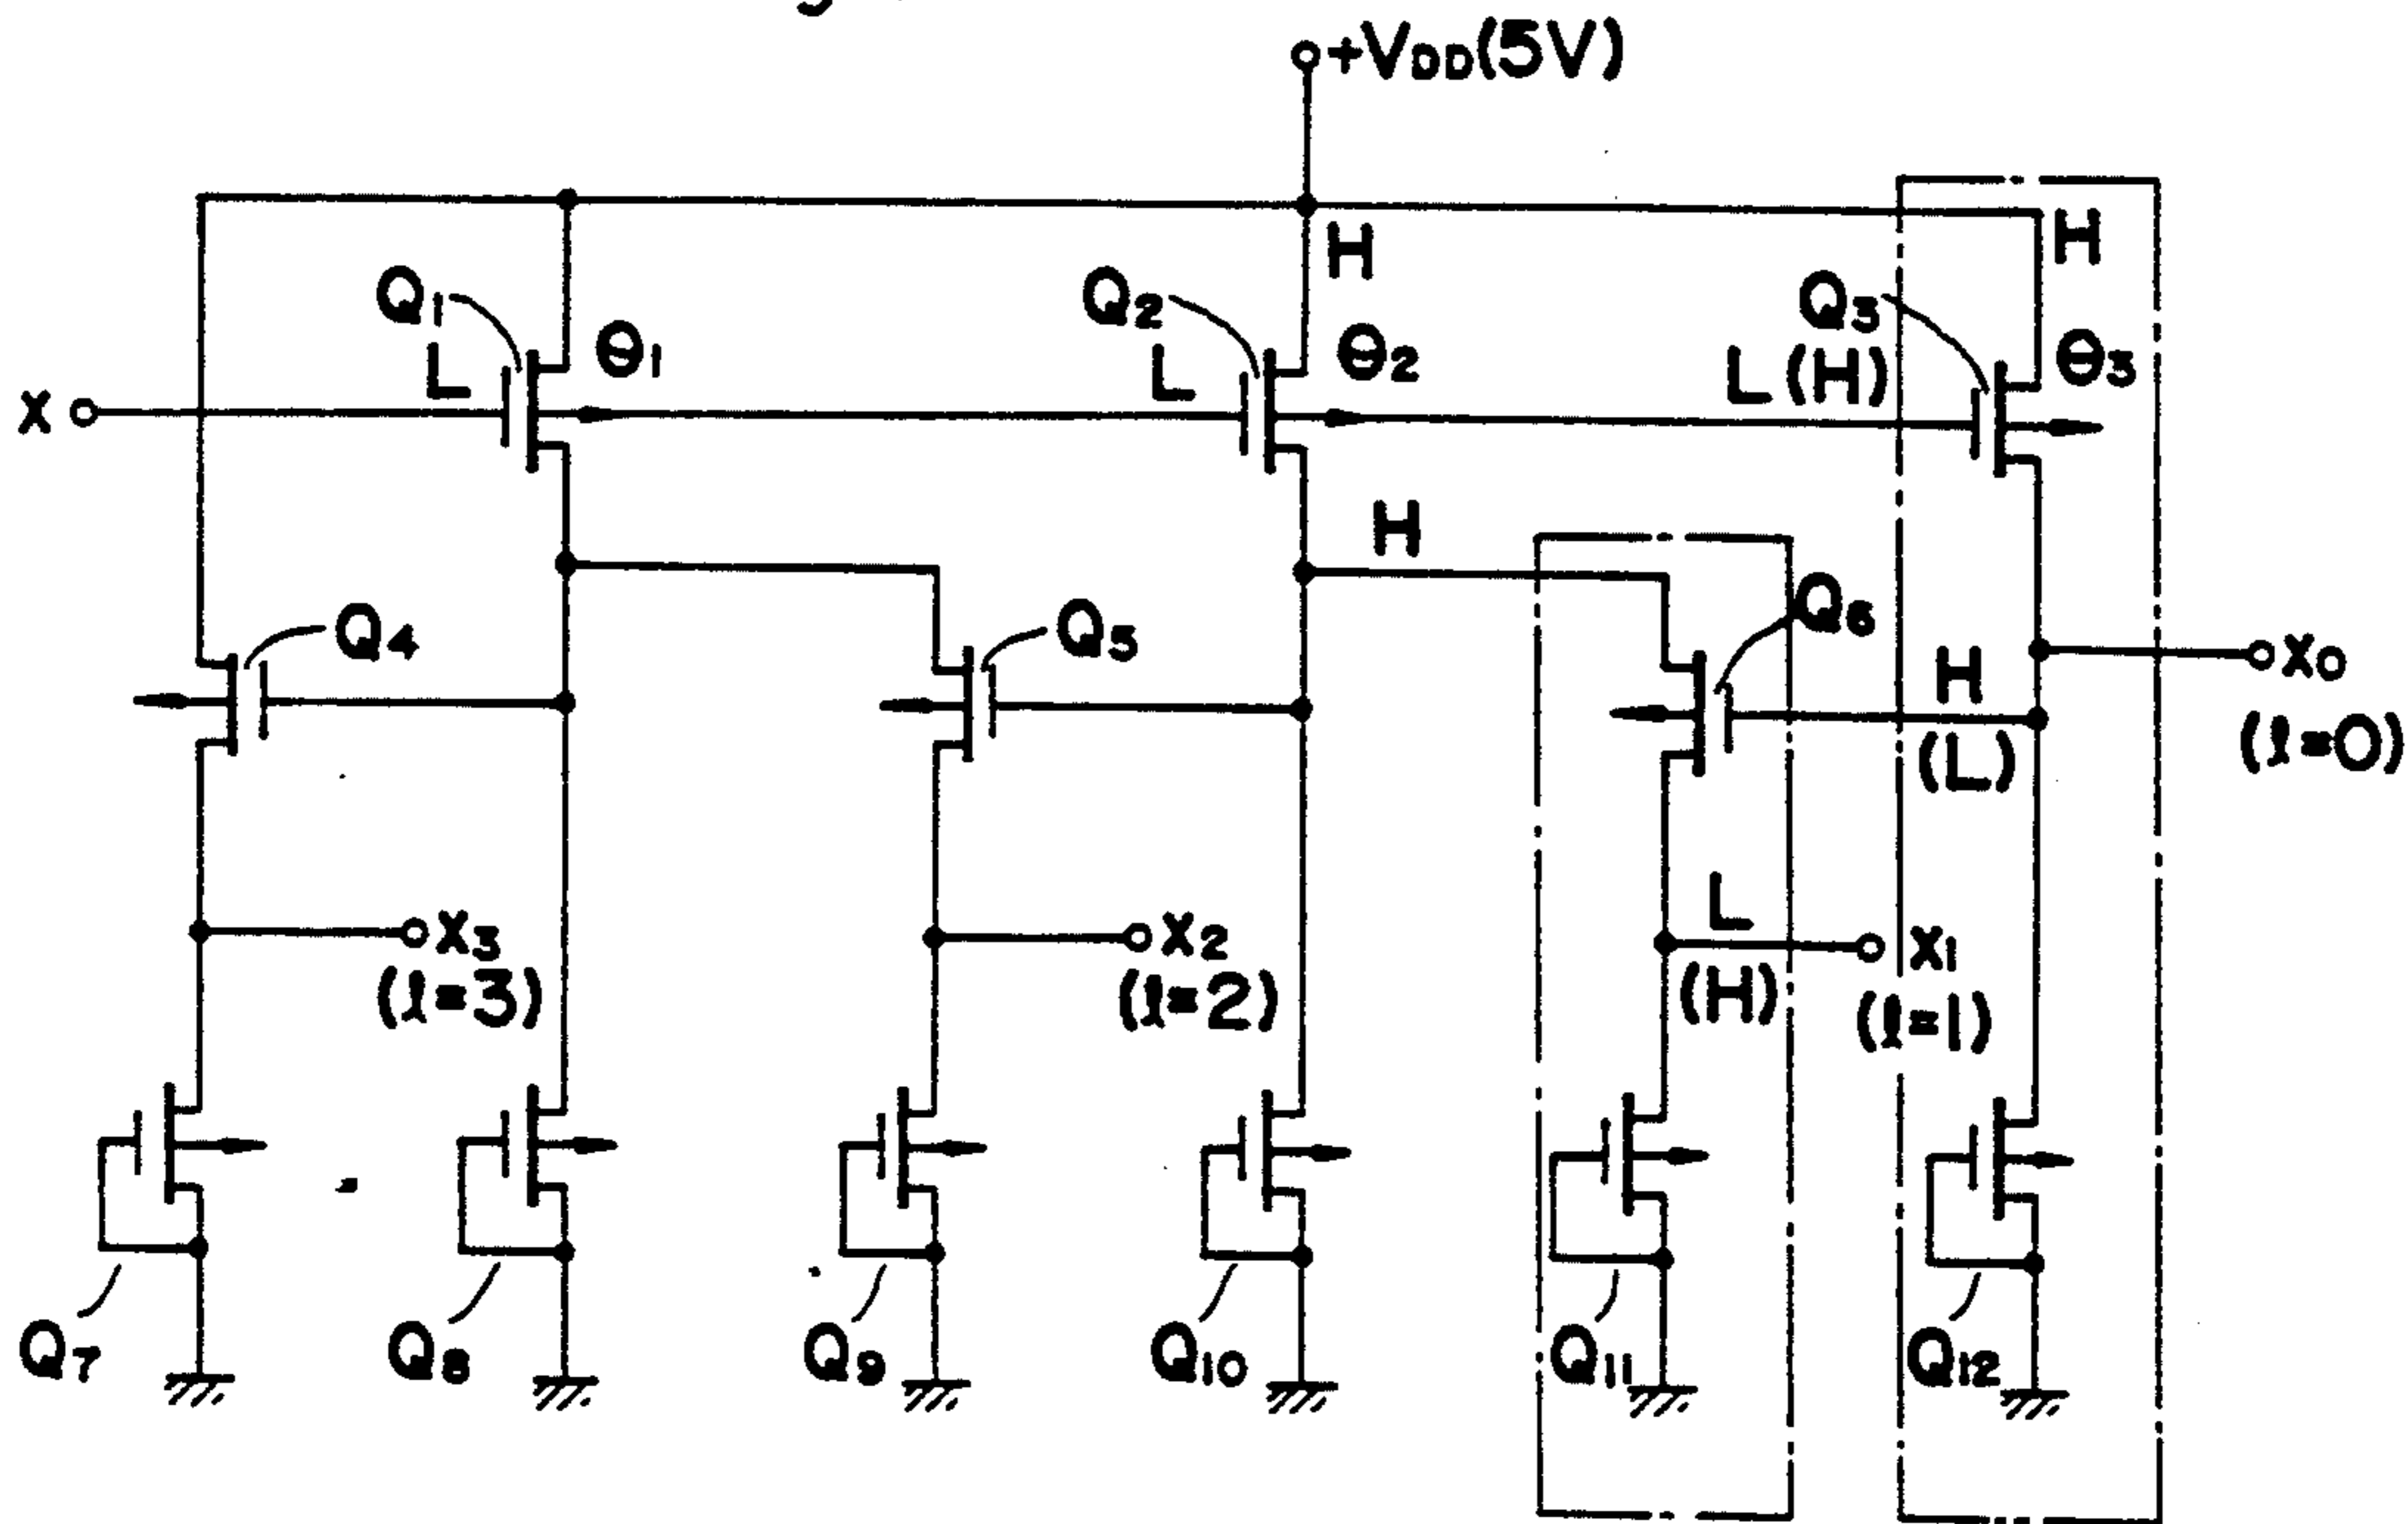 +VDD(5V)
H
H
Q1
L
θ1
Q2
L
θ2
Q3
L(H)
θ3
X
H
Q4
Q5
Q6
H
(L)
X0
(l=0)
X3
(l=3)
X2
(l=2)
L
(H)
X1
(l=1)
Q7
Q8
Q9
Q10
Q11
Q12